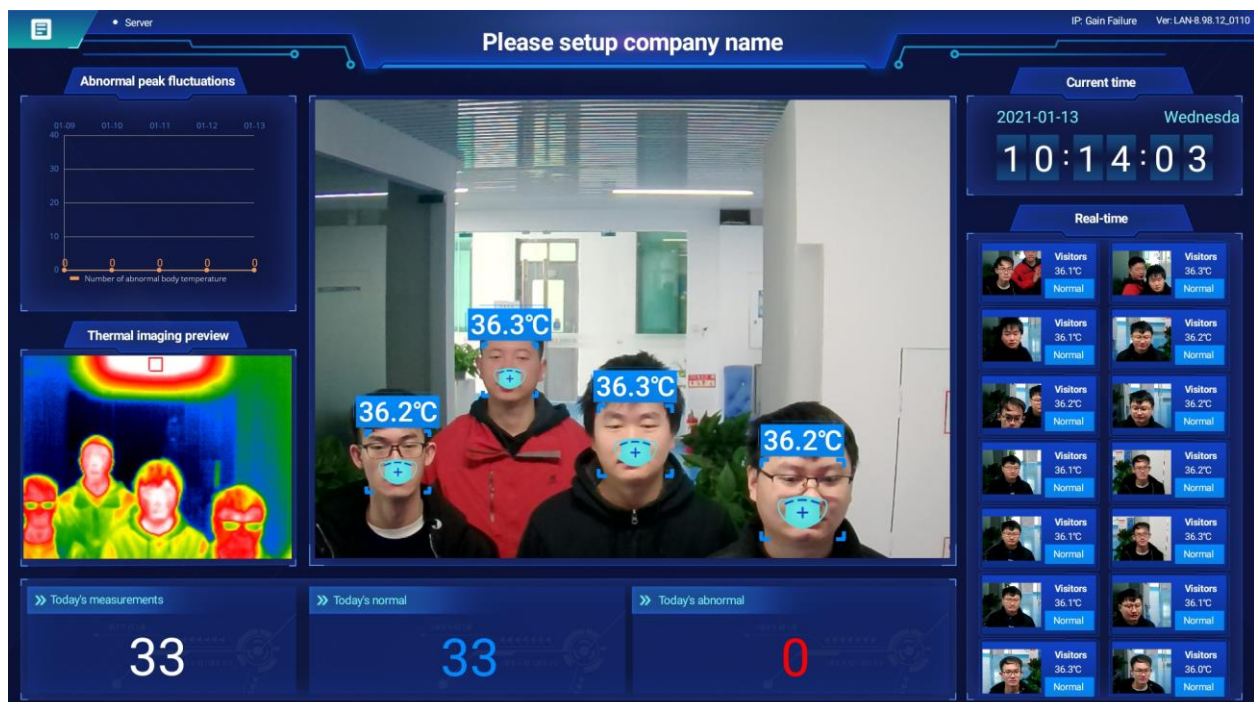 Server
Please setup company name
IP: Gain Failure Ver: LAN-8.98.12_0110
Abnormal peak fluctuations
01-09 01-10 01-11 01-12 01-13
40
30
20
10
0
0 0 0 0 0
Number of abnormal body temperature
Thermal imaging preview
36.3°C
36.3°C
36.2°C
36.2°C
Current time
2021-01-13 Wednesda
10:14:03
Real-time
Visitors
36.1°C
Normal
Visitors
36.3°C
Normal
Visitors
36.1°C
Normal
Visitors
36.2°C
Normal
Visitors
36.2°C
Normal
Visitors
36.2°C
Normal
Visitors
36.1°C
Normal
Visitors
36.2°C
Normal
Visitors
36.1°C
Normal
Visitors
36.3°C
Normal
Visitors
36.1°C
Normal
Visitors
36.1°C
Normal
Visitors
36.3°C
Normal
Visitors
36.0°C
Normal
Today's measurements
33
Today's normal
33
Today's abnormal
0